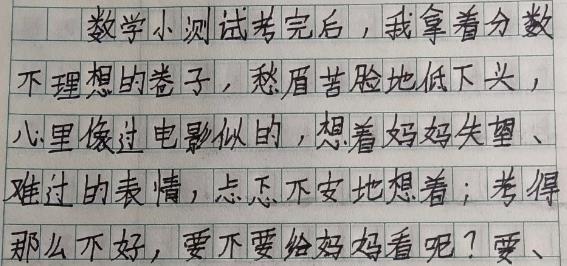 数学小测试考完后，我拿着分数
不理想的卷子，愁眉苦脸地低下头，
心里像过电影似的，想着妈妈失望、
难过的表情，忐忑不安地想着；考得
那么不好，要不要给妈妈看呢？要、